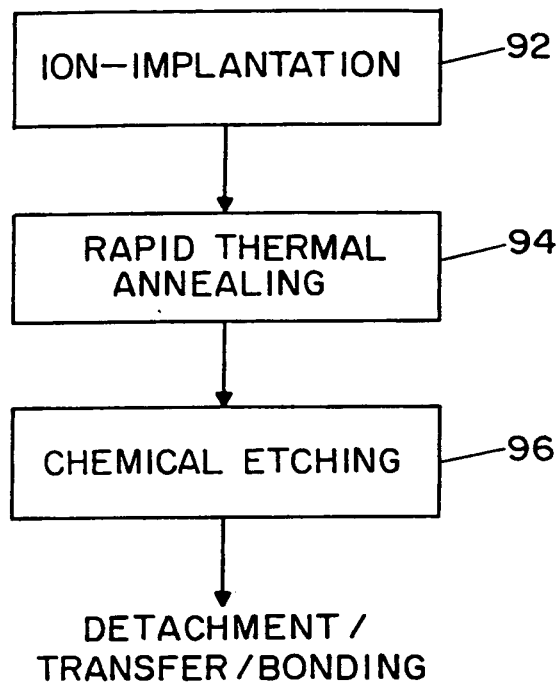 ION-IMPLANTATION
92
RAPID THERMAL
ANNEALING
94
CHEMICAL ETCHING
96
DETACHMENT /
TRANSFER / BONDING